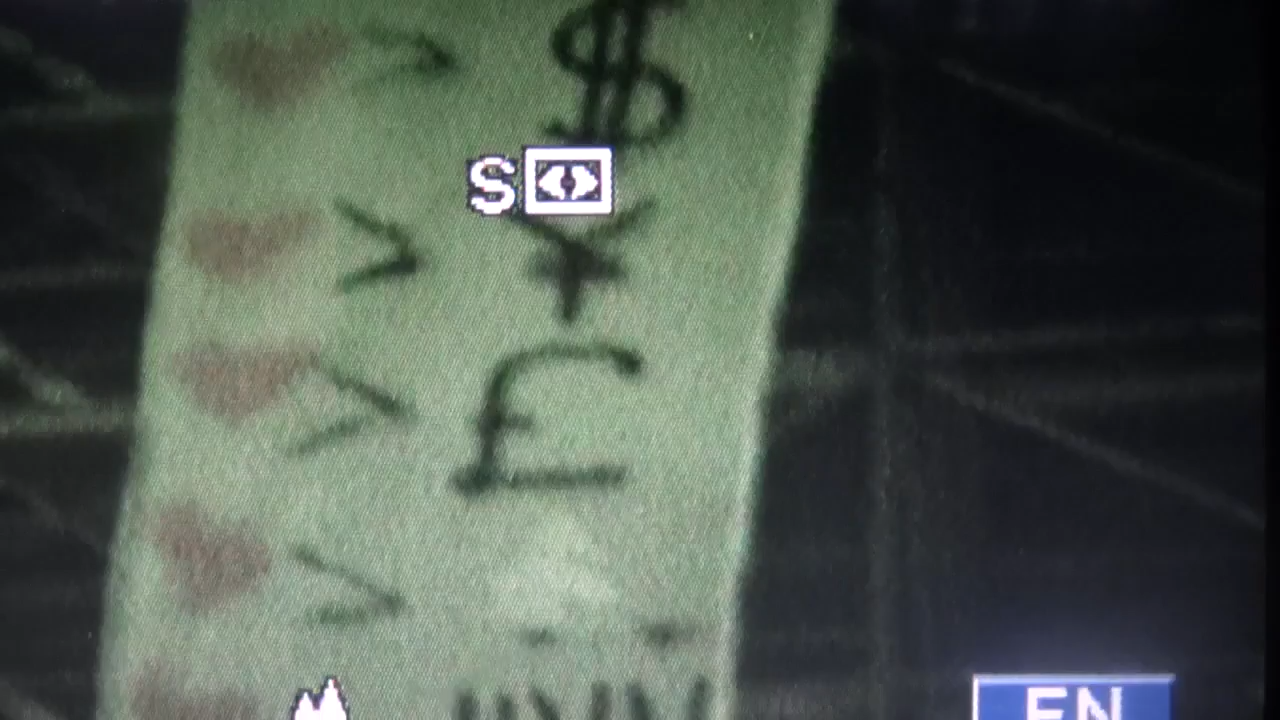 ♥ > $
S
♥ > ¥
♥ > £
♥ >
EN